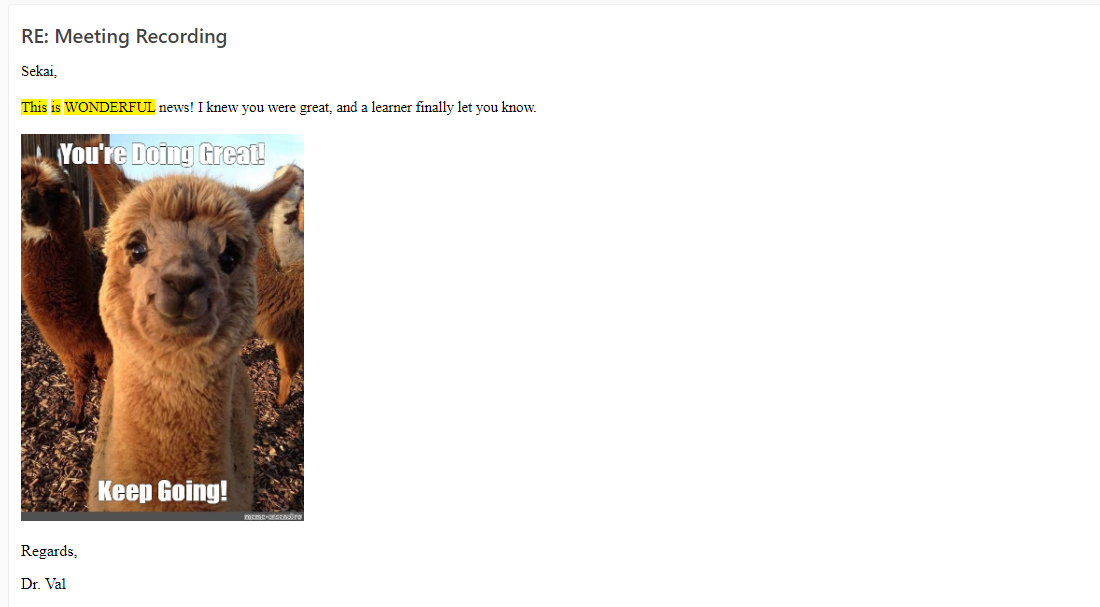 RE: Meeting Recording
Sekai,
This is WONDERFUL news! I knew you were great, and a learner finally let you know.
You're Doing Great!
Keep Going!
Regards,
Dr. Val